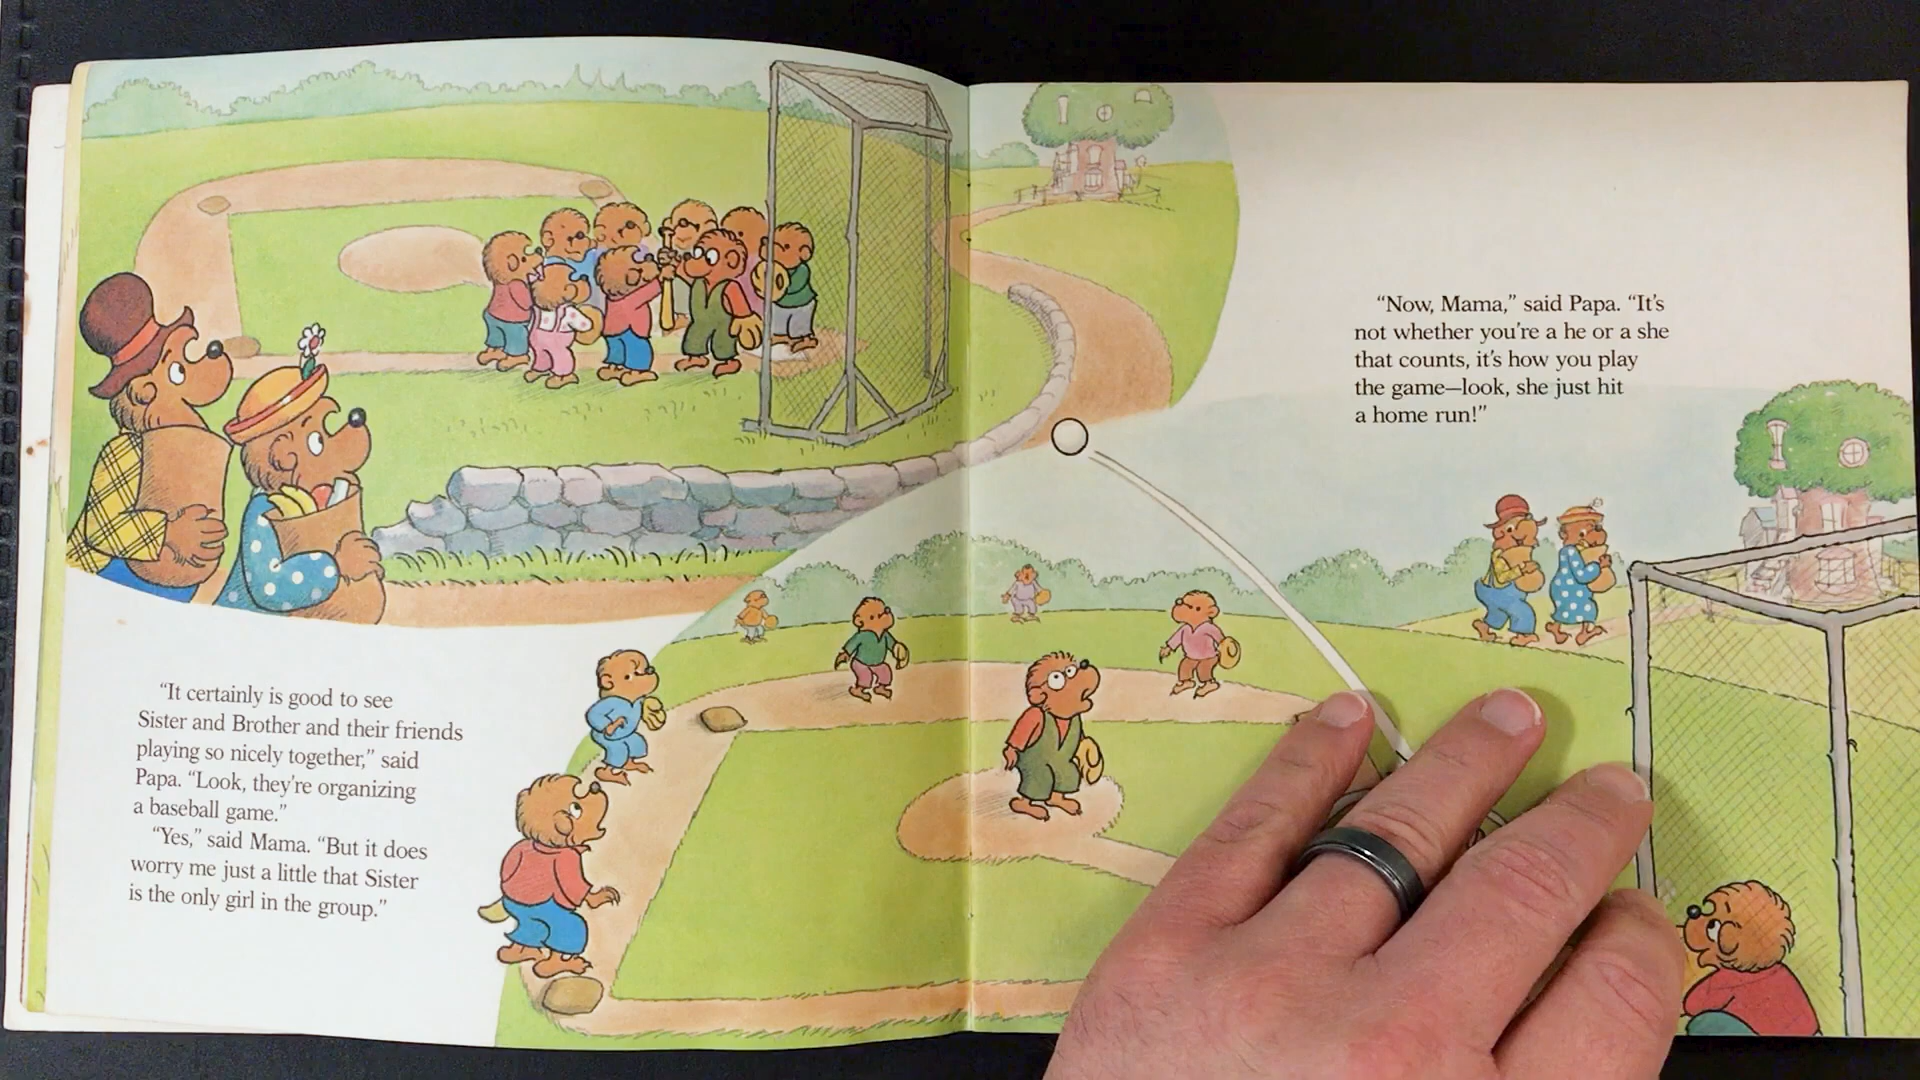 “It certainly is good to see
Sister and Brother and their friends
playing so nicely together,” said
Papa. “Look, they’re organizing
a baseball game.”
“Yes,” said Mama. “But it does
worry me just a little that Sister
is the only girl in the group.”
“Now, Mama,” said Papa. “It’s
not whether you’re a he or a she
that counts, it’s how you play
the game—look, she just hit
a home run!”